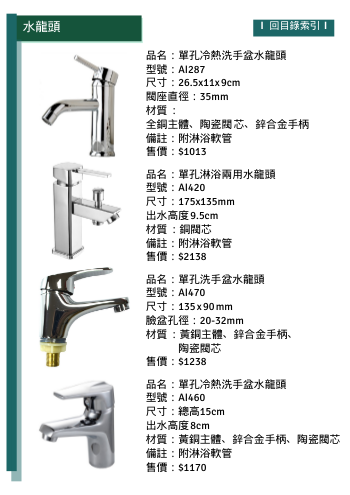 水龍頭
回目錄索引
品名：單孔冷熱洗手盆水龍頭
型號：AI287
尺寸：26.5x11x9cm
閥座直徑：35mm
材質：
全銅主體、陶瓷閥芯、鋅合金手柄
備註：附淋浴軟管
售價：$1013
品名：單孔淋浴兩用水龍頭
型號：AI420
尺寸：175x135mm
出水高度9.5cm
材質 ：銅閥芯
備註：附淋浴軟管
售價：$2138
品名：單孔洗手盆水龍頭
型號：AI470
尺寸：135x90mm
臉盆孔徑：20-32mm
材質 ：黃銅主體、鋅合金手柄、
陶瓷閥芯
售價：$1238
品名：單孔冷熱洗手盆水龍頭
型號：AI460
尺寸：總高15cm
出水高度8cm
材質：黃銅主體、鋅合金手柄、陶瓷閥芯
備註：附淋浴軟管
售價：$1170